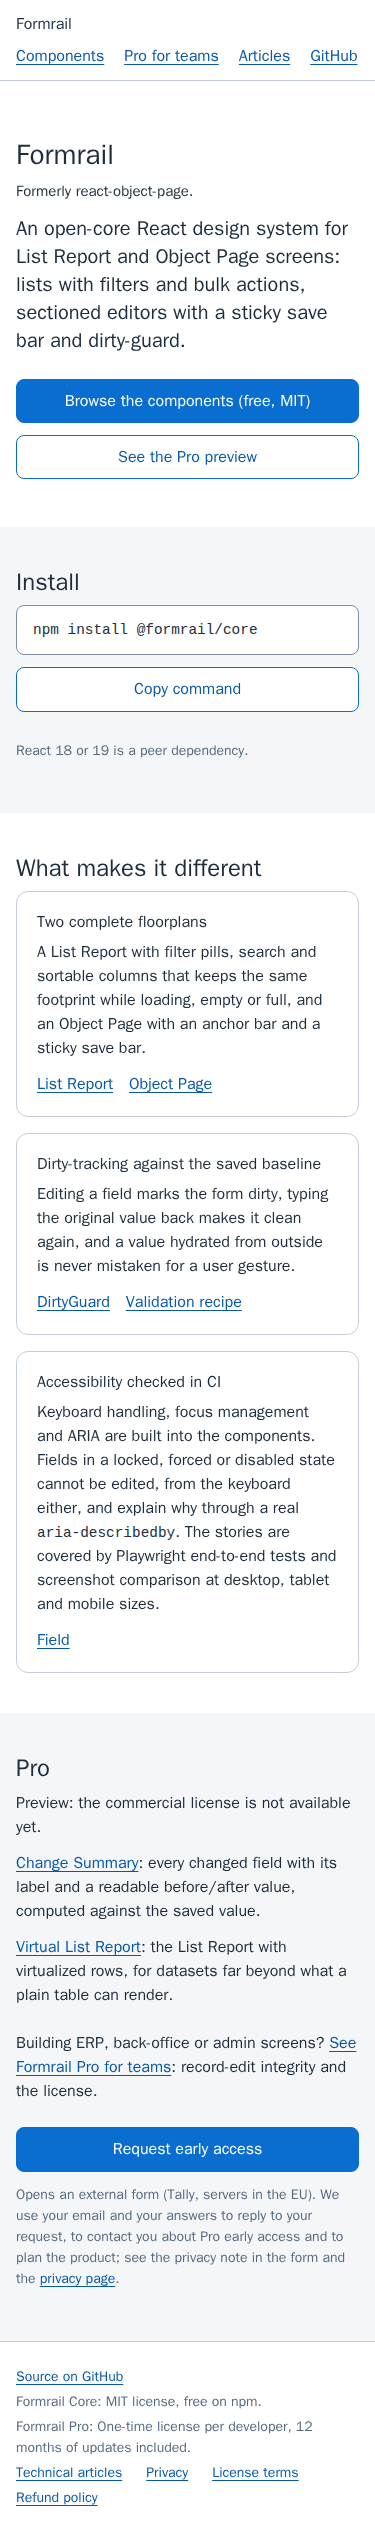 Formrail
Components Pro for teams Articles GitHub
Formrail
Formerly react-object-page.
An open-core React design system for
List Report and Object Page screens:
lists with filters and bulk actions,
sectioned editors with a sticky save
bar and dirty-guard.
Browse the components (free, MIT)
See the Pro preview
Install
npm install @formrail/core
Copy command
React 18 or 19 is a peer dependency.
What makes it different
Two complete floorplans
A List Report with filter pills, search and
sortable columns that keeps the same
footprint while loading, empty or full, and
an Object Page with an anchor bar and a
sticky save bar.
List Report Object Page
Dirty-tracking against the saved baseline
Editing a field marks the form dirty, typing
the original value back makes it clean
again, and a value hydrated from outside
is never mistaken for a user gesture.
DirtyGuard Validation recipe
Accessibility checked in CI
Keyboard handling, focus management
and ARIA are built into the components.
Fields in a locked, forced or disabled state
cannot be edited, from the keyboard
either, and explain why through a real
aria-describedby. The stories are
covered by Playwright end-to-end tests and
screenshot comparison at desktop, tablet
and mobile sizes.
Field
Pro
Preview: the commercial license is not available
yet.
Change Summary: every changed field with its
label and a readable before/after value,
computed against the saved value.
Virtual List Report: the List Report with
virtualized rows, for datasets far beyond what a
plain table can render.
Building ERP, back-office or admin screens? See
Formrail Pro for teams: record-edit integrity and
the license.
Request early access
Opens an external form (Tally, servers in the EU). We
use your email and your answers to reply to your
request, to contact you about Pro early access and to
plan the product; see the privacy note in the form and
the privacy page.
Source on GitHub
Formrail Core: MIT license, free on npm.
Formrail Pro: One-time license per developer, 12
months of updates included.
Technical articles Privacy License terms
Refund policy